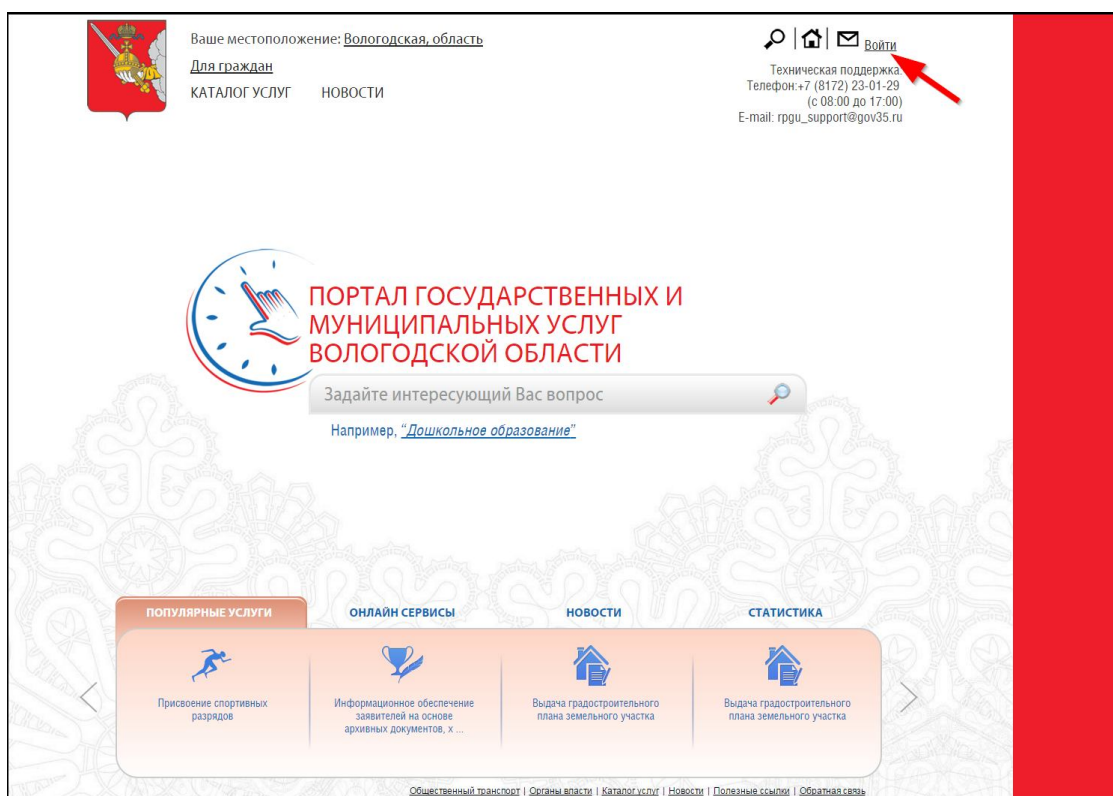 Ваше местоположение: Вологодская, область
Для граждан
КАТАЛОГ УСЛУГ НОВОСТИ
Войти
Техническая поддержка:
Телефон:+7 (8172) 23-01-29
(с 08:00 до 17:00)
E-mail: rpgu_support@gov35.ru
ПОРТАЛ ГОСУДАРСТВЕННЫХ И
МУНИЦИПАЛЬНЫХ УСЛУГ
ВОЛОГОДСКОЙ ОБЛАСТИ
Задайте интересующий Вас вопрос
Например, "Дошкольное образование"
ПОПУЛЯРНЫЕ УСЛУГИ ОНЛАЙН СЕРВИСЫ НОВОСТИ СТАТИСТИКА
Присвоение спортивных
разрядов
Информационное обеспечение
заявителей на основе
архивных документов, х ...
Выдача градостроительного
плана земельного участка
Выдача градостроительного
плана земельного участка
Общественный транспорт | Органы власти | Каталог услуг | Новости | Полезные ссылки | Обратная связь